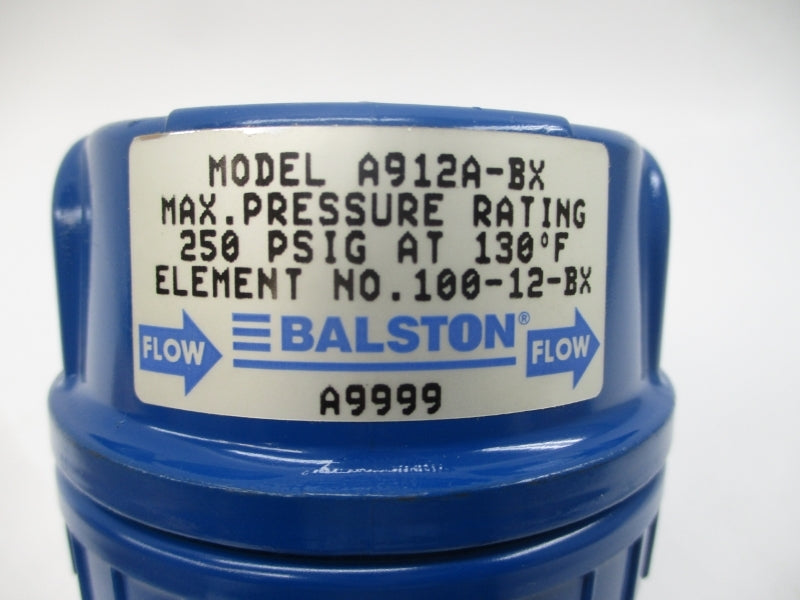 MODEL A912A-BX
MAX.PRESSURE RATING
250 PSIG AT 130°F
ELEMENT NO.100-12-BX
FLOW BALSTON® FLOW
A9999